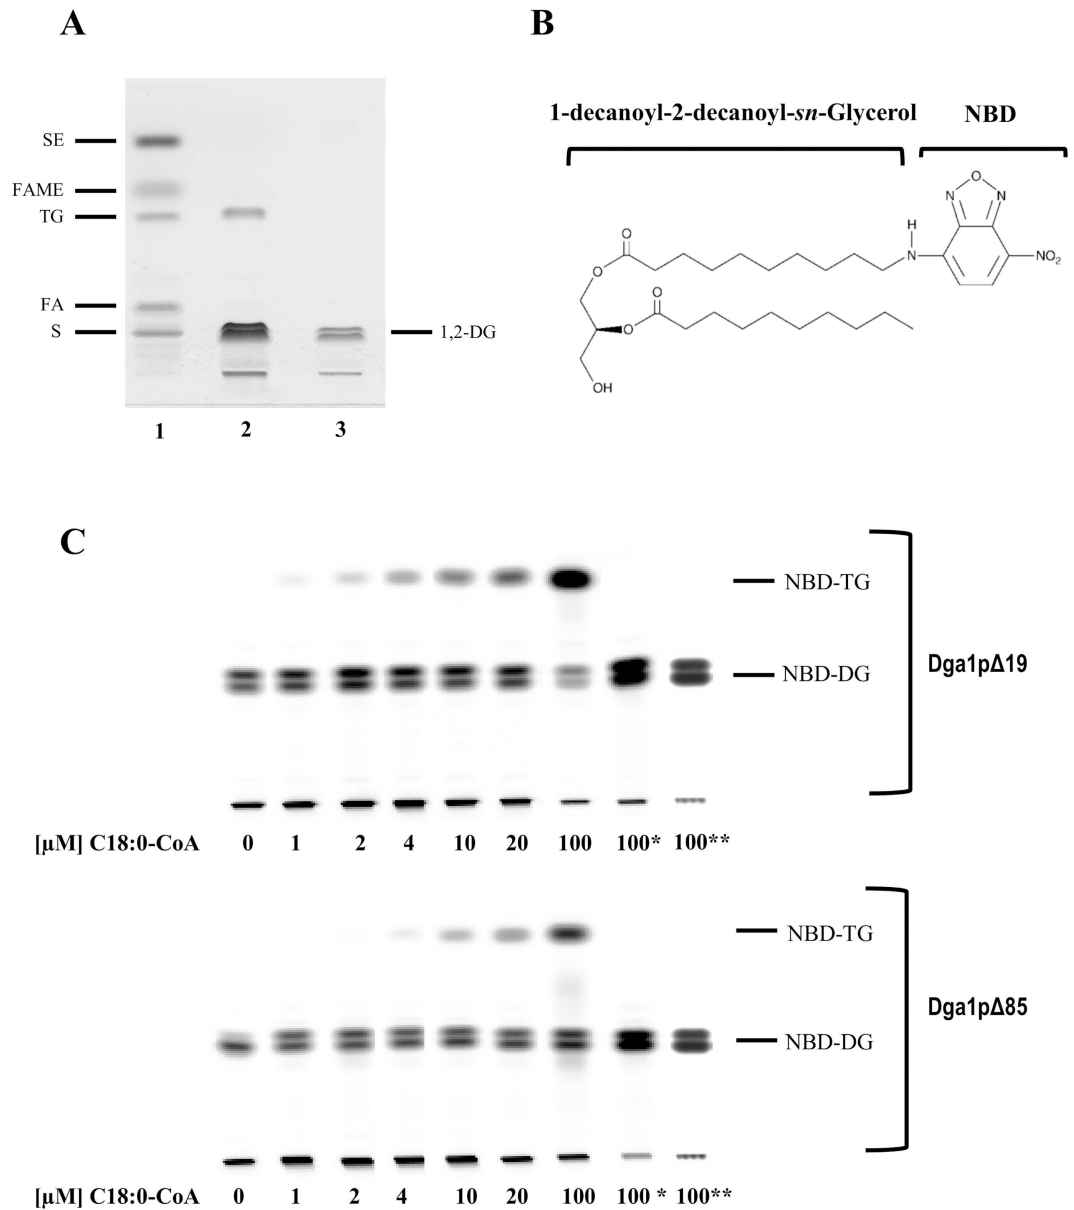 A
SE
FAME
TG
FA
S
1,2-DG
1 2 3
B
1-decanoyl-2-decanoyl-sn-Glycerol NBD
O
N N
H
N
NO2
O
O
O
O
OH
C
NBD-TG
NBD-DG
Dga1pΔ19
[µM] C18:0-CoA 0 1 2 4 10 20 100 100* 100**
NBD-TG
NBD-DG
Dga1pΔ85
[µM] C18:0-CoA 0 1 2 4 10 20 100 100 * 100**